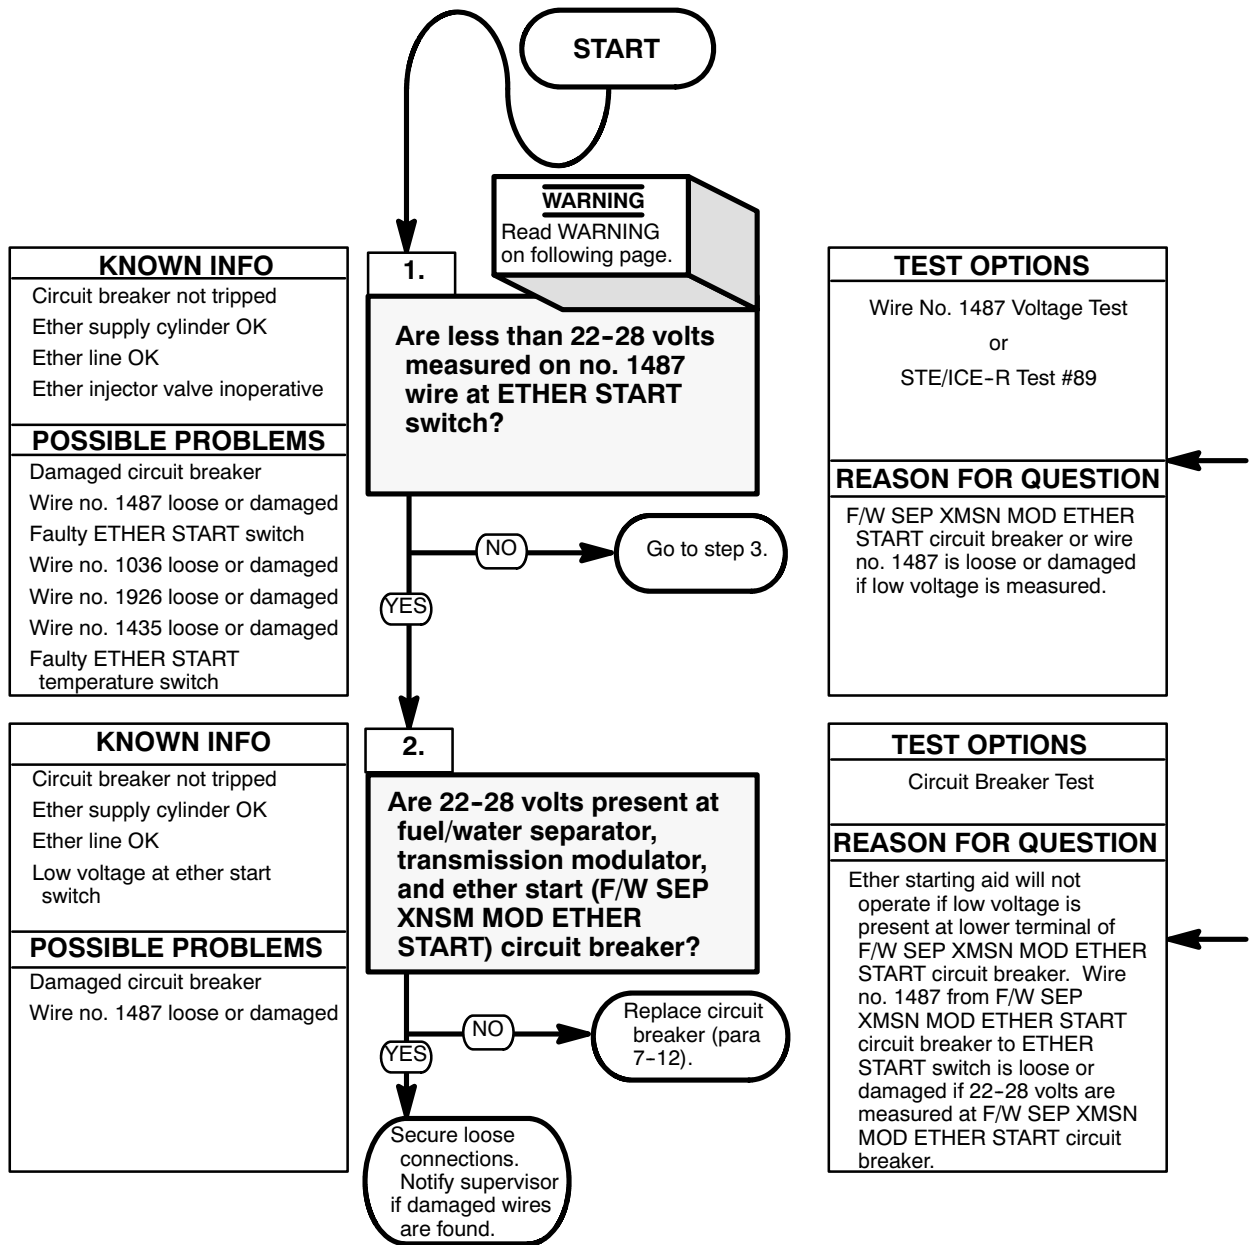 START
WARNING
Read WARNING
on following page.
KNOWN INFO
Circuit breaker not tripped
Ether supply cylinder OK
Ether line OK
Ether injector valve inoperative
POSSIBLE PROBLEMS
Damaged circuit breaker
Wire no. 1487 loose or damaged
Faulty ETHER START switch
Wire no. 1036 loose or damaged
Wire no. 1926 loose or damaged
Wire no. 1435 loose or damaged
Faulty ETHER START
temperature switch
1.
Are less than 22-28 volts
measured on no. 1487
wire at ETHER START
switch?
NO
Go to step 3.
YES
TEST OPTIONS
Wire No. 1487 Voltage Test
or
STE/ICE-R Test #89
REASON FOR QUESTION
F/W SEP XMSN MOD ETHER
START circuit breaker or wire
no. 1487 is loose or damaged
if low voltage is measured.
KNOWN INFO
Circuit breaker not tripped
Ether supply cylinder OK
Ether line OK
Low voltage at ether start
switch
POSSIBLE PROBLEMS
Damaged circuit breaker
Wire no. 1487 loose or damaged
2.
Are 22-28 volts present at
fuel/water separator,
transmission modulator,
and ether start (F/W SEP
XNSM MOD ETHER
START) circuit breaker?
NO
Replace circuit
breaker (para
7-12).
YES
Secure loose
connections.
Notify supervisor
if damaged wires
are found.
TEST OPTIONS
Circuit Breaker Test
REASON FOR QUESTION
Ether starting aid will not
operate if low voltage is
present at lower terminal of
F/W SEP XMSN MOD ETHER
START circuit breaker. Wire
no. 1487 from F/W SEP
XMSN MOD ETHER START
circuit breaker to ETHER
START switch is loose or
damaged if 22-28 volts are
measured at F/W SEP XMSN
MOD ETHER START circuit
breaker.